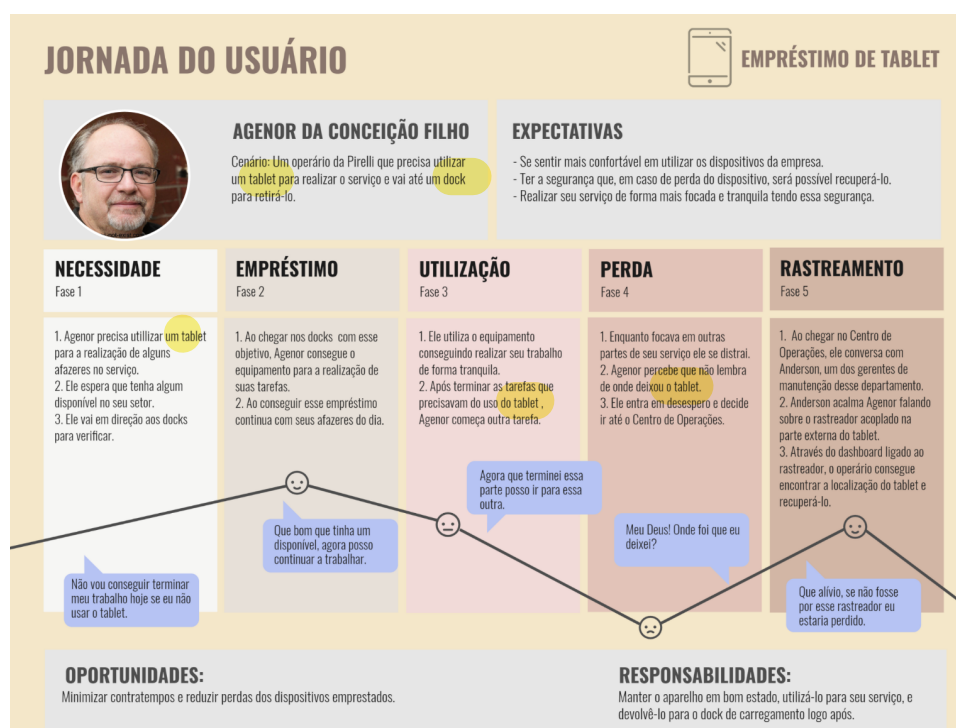 JORNADA DO USUÁRIO
EMPRÉSTIMO DE TABLET
AGENOR DA CONCEIÇÃO FILHO
Cenário: Um operário da Pirelli que precisa utilizar
um tablet para realizar o serviço e vai até um dock
para retirá-lo.
EXPECTATIVAS
- Se sentir mais confortável em utilizar os dispositivos da empresa.
- Ter a segurança que, em caso de perda do dispositivo, será possível recuperá-lo.
- Realizar seu serviço de forma mais focada e tranquila tendo essa segurança.
NECESSIDADE
Fase 1
1. Agenor precisa utillizar um tablet
para a realização de alguns
afazeres no serviço.
2. Ele espera que tenha algum
disponível no seu setor.
3. Ele vai em direção aos docks
para verificar.
Não vou conseguir terminar
meu trabalho hoje se eu não
usar o tablet.
EMPRÉSTIMO
Fase 2
1. Ao chegar nos docks com esse
objetivo, Agenor consegue o
equipamento para a realização de
suas tarefas.
2. Ao conseguir esse empréstimo
continua com seus afazeres do dia.
Que bom que tinha um
disponível, agora posso
continuar a trabalhar.
UTILIZAÇÃO
Fase 3
1. Ele utiliza o equipamento
conseguindo realizar seu trabalho
de forma tranquila.
2. Após terminar as tarefas que
precisavam do uso do tablet ,
Agenor começa outra tarefa.
Agora que terminei essa
parte posso ir para essa
outra.
PERDA
Fase 4
1. Enquanto focava em outras
partes de seu serviço ele se distrai.
2. Agenor percebe que não lembra
de onde deixou o tablet.
3. Ele entra em desespero e decide
ir até o Centro de Operações.
Meu Deus! Onde foi que eu
deixei?
RASTREAMENTO
Fase 5
1. Ao chegar no Centro de
Operações, ele conversa com
Anderson, um dos gerentes de
manutenção desse departamento.
2. Anderson acalma Agenor falando
sobre o rastreador acoplado na
parte externa do tablet.
3. Através do dashboard ligado ao
rastreador, o operário consegue
encontrar a localização do tablet e
recuperá-lo.
Que alívio, se não fosse
por esse rastreador eu
estaria perdido.
OPORTUNIDADES:
Minimizar contratempos e reduzir perdas dos dispositivos emprestados.
RESPONSABILIDADES:
Manter o aparelho em bom estado, utilizá-lo para seu serviço, e
devolvê-lo para o dock de carregamento logo após.